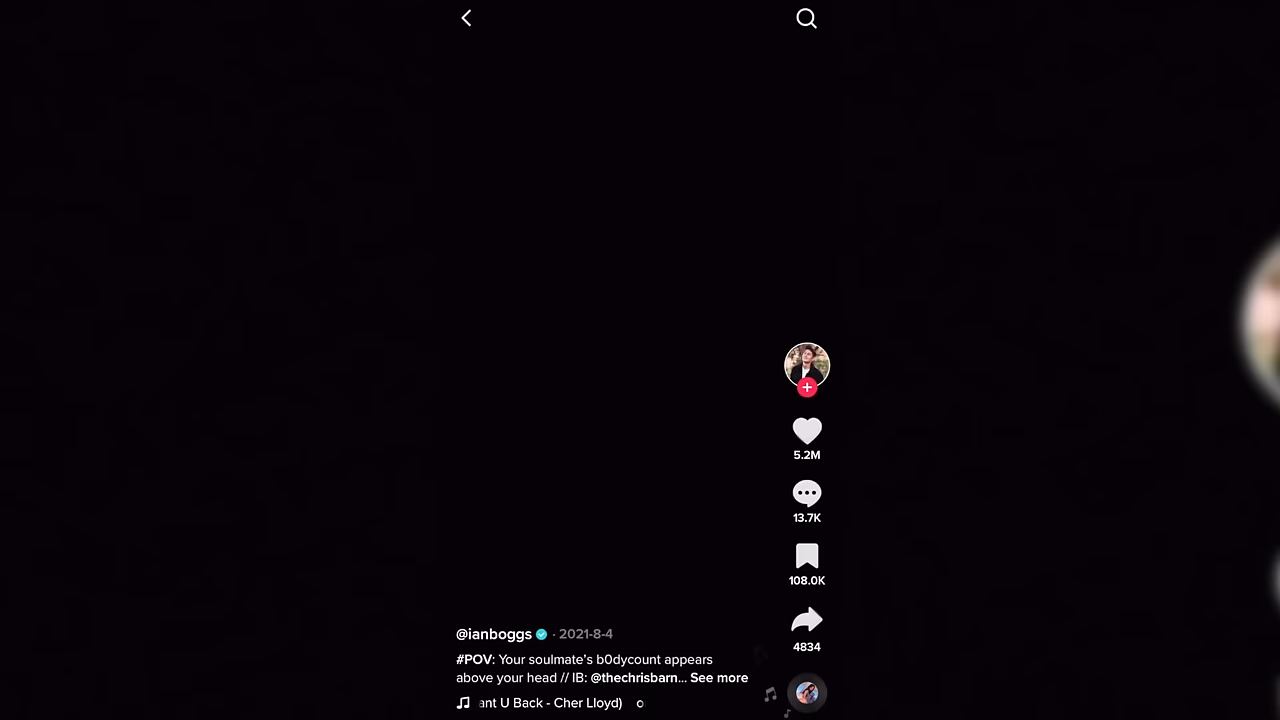 5.2M
13.7K
108.0K
@ianboggs · 2021-8-4
4834
#POV: Your soulmate's b0dycount appears
above your head // IB: @thechrisbarn... See more
ant U Back - Cher Lloyd)